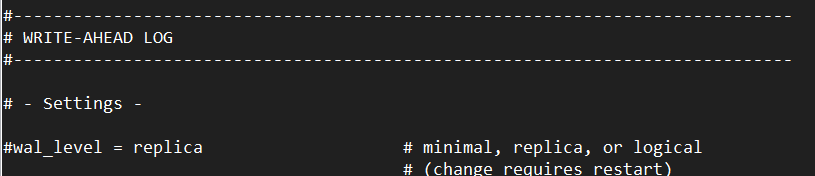 #------------------------------------------------------------------------------
# WRITE-AHEAD LOG
#------------------------------------------------------------------------------
# - Settings -
#wal_level = replica # minimal, replica, or logical
# (change requires restart)